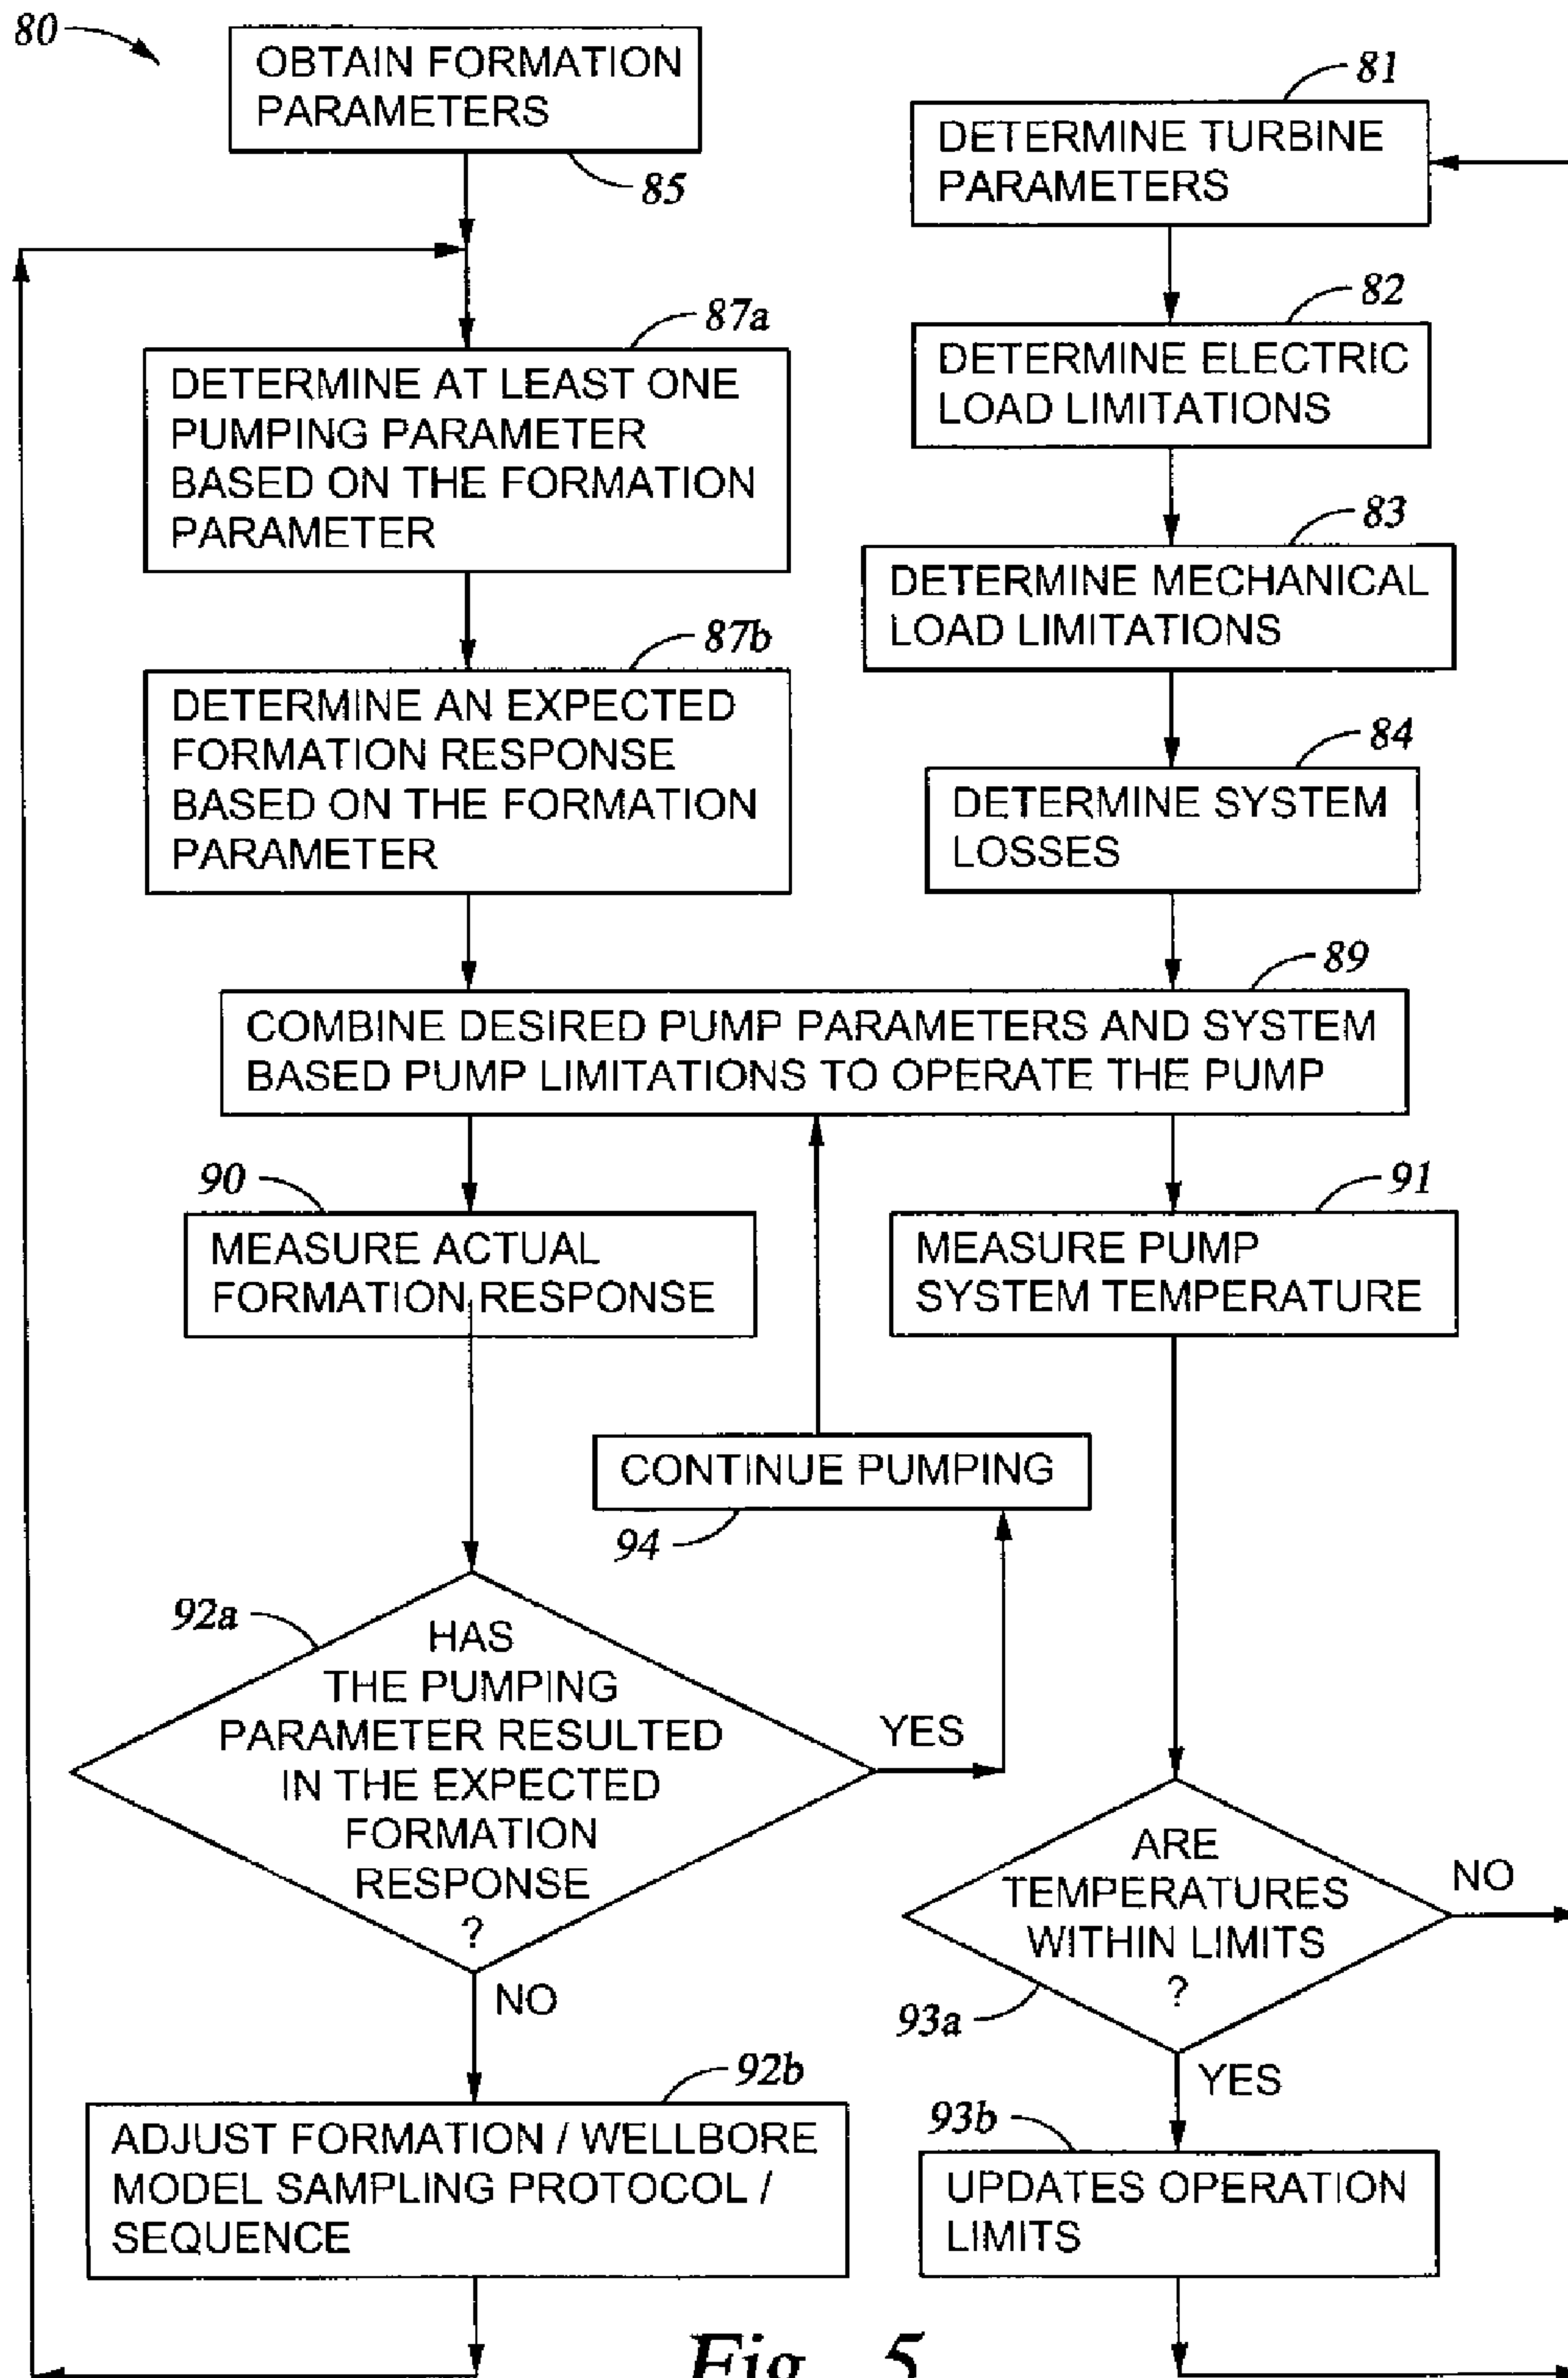 80
OBTAIN FORMATION
PARAMETERS
85
81
DETERMINE TURBINE
PARAMETERS
82
DETERMINE ELECTRIC
LOAD LIMITATIONS
87a
DETERMINE AT LEAST ONE
PUMPING PARAMETER
BASED ON THE FORMATION
PARAMETER
83
DETERMINE MECHANICAL
LOAD LIMITATIONS
87b
DETERMINE AN EXPECTED
FORMATION RESPONSE
BASED ON THE FORMATION
PARAMETER
84
DETERMINE SYSTEM
LOSSES
89
COMBINE DESIRED PUMP PARAMETERS AND SYSTEM
BASED PUMP LIMITATIONS TO OPERATE THE PUMP
90
MEASURE ACTUAL
FORMATION RESPONSE
91
MEASURE PUMP
SYSTEM TEMPERATURE
CONTINUE PUMPING
94
92a
HAS
THE PUMPING
PARAMETER RESULTED
IN THE EXPECTED
FORMATION
RESPONSE
?
YES
NO
ARE
TEMPERATURES
WITHIN LIMITS
?
NO
93a
YES
92b
ADJUST FORMATION / WELLBORE
MODEL SAMPLING PROTOCOL /
SEQUENCE
93b
UPDATES OPERATION
LIMITS
Fig. 5